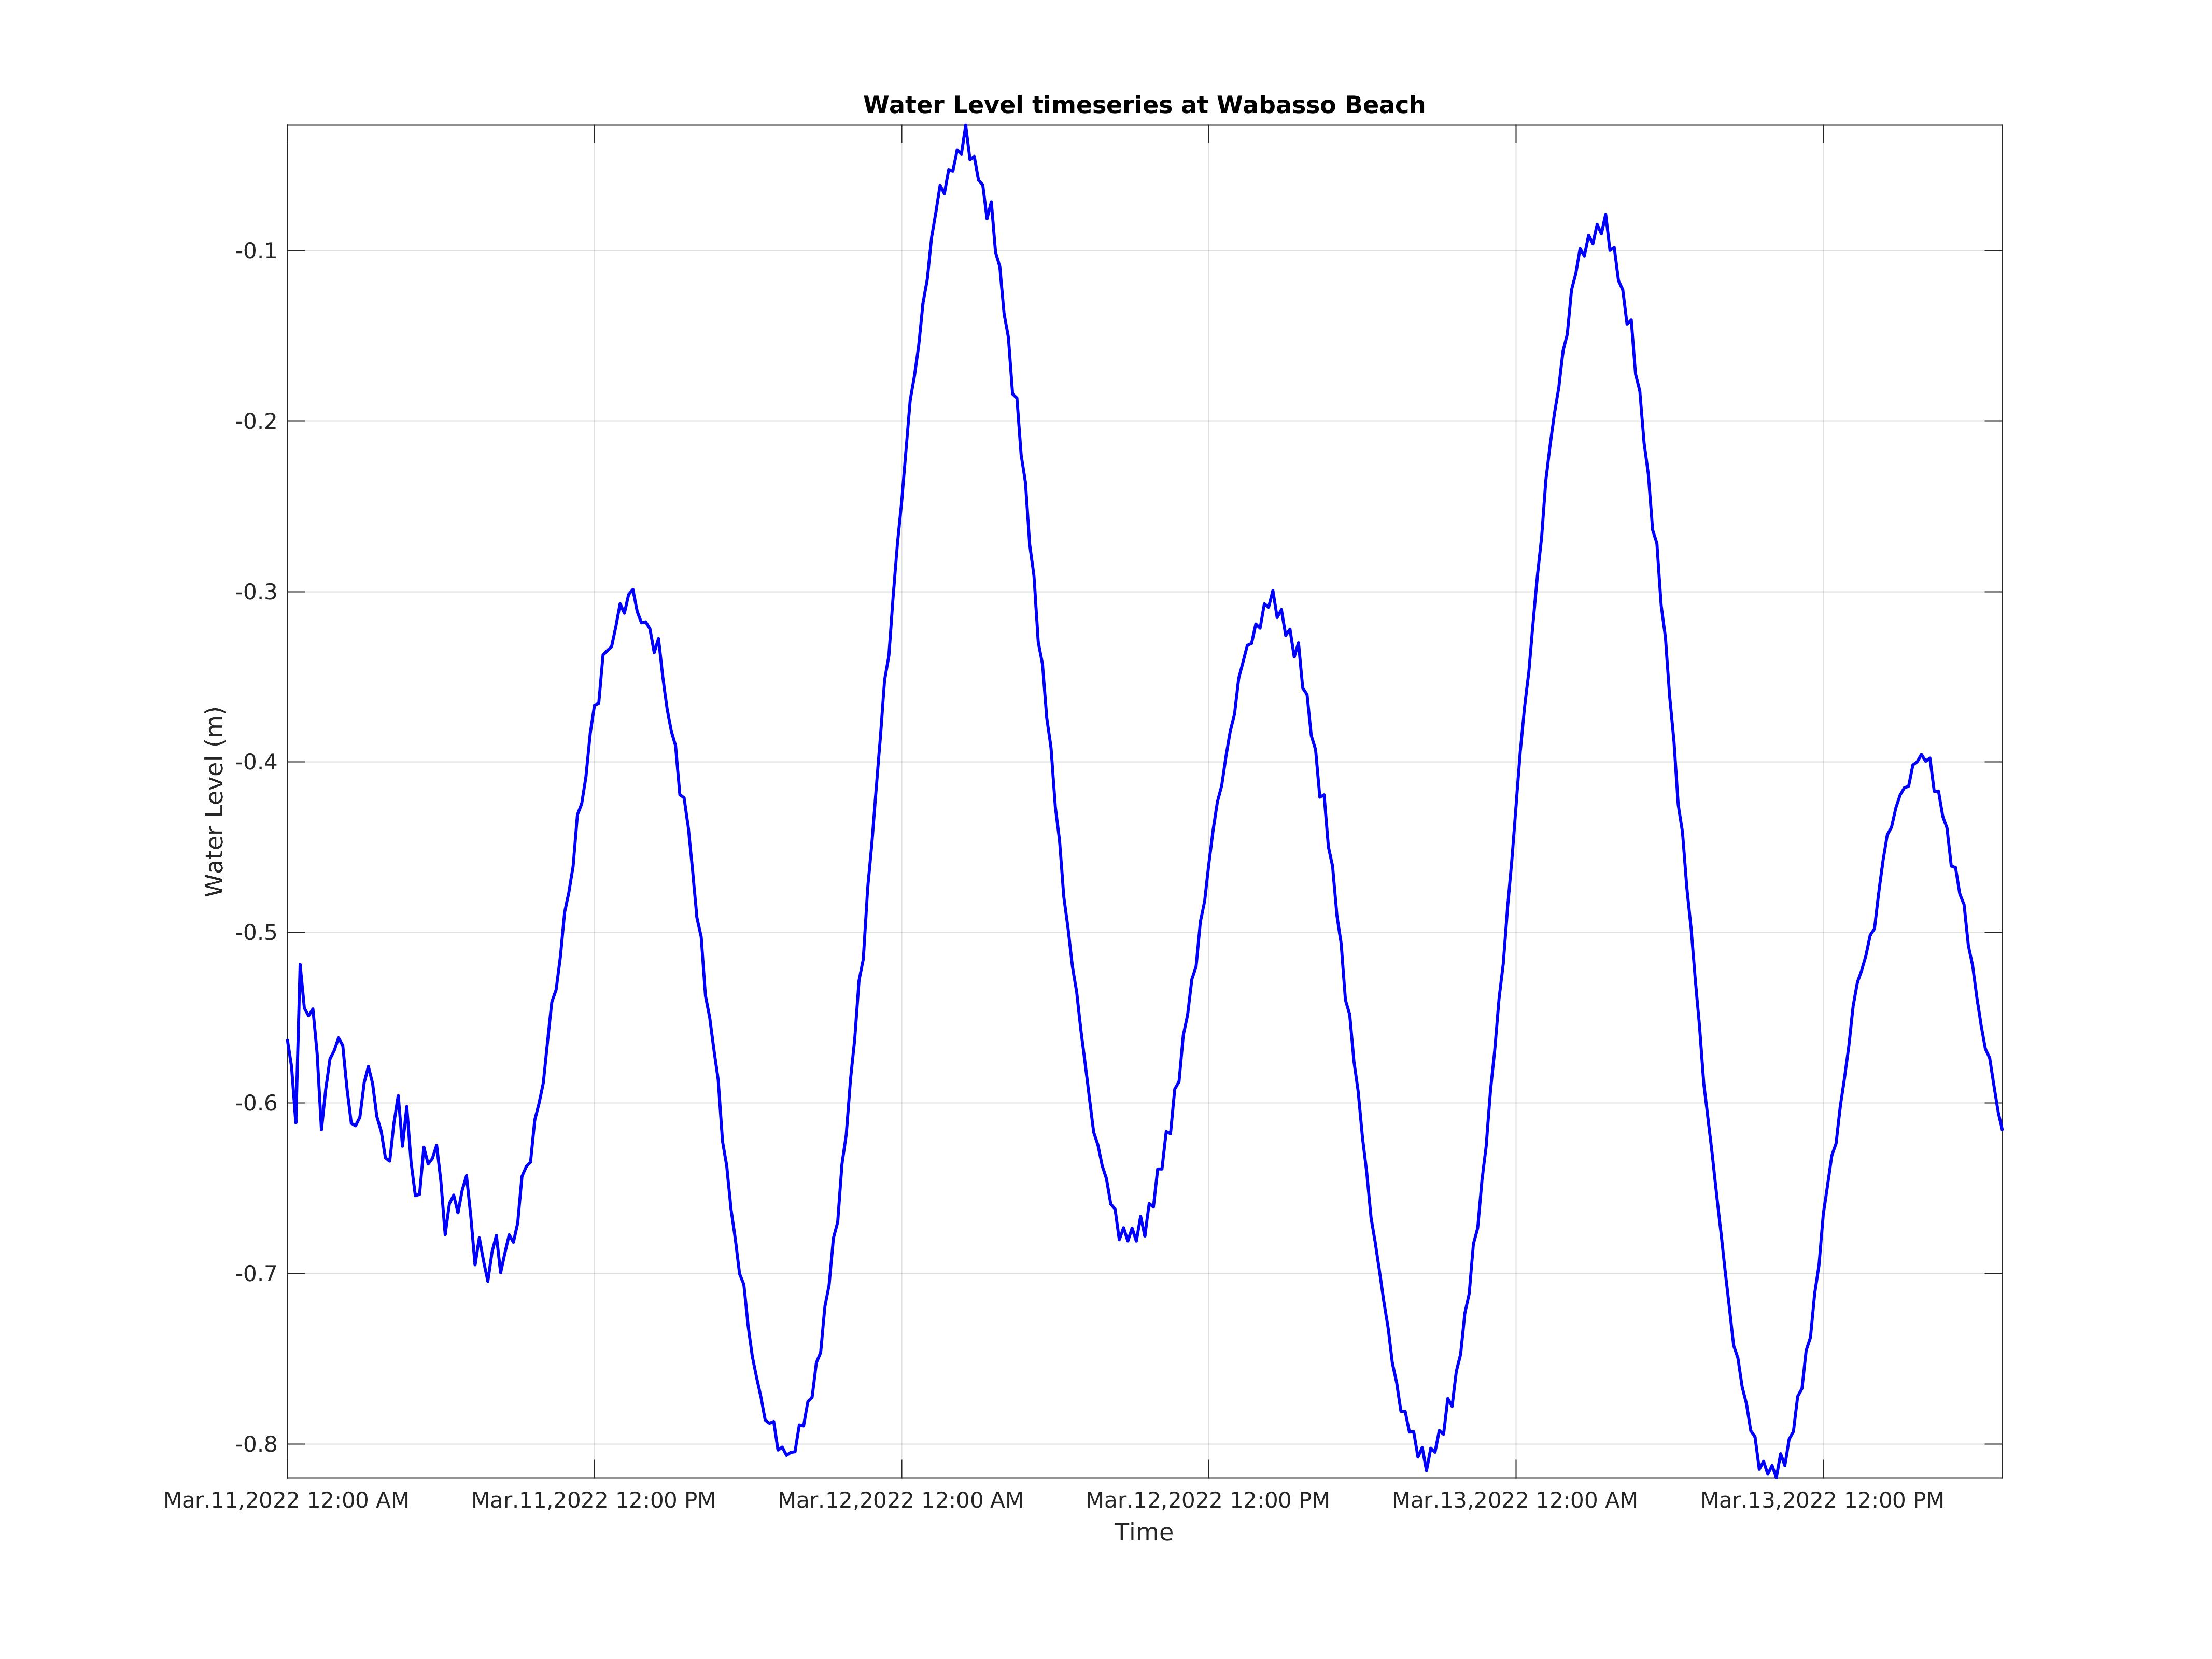 Water Level timeseries at Wabasso Beach
-0.1
-0.2
-0.3
-0.4
-0.5
-0.6
-0.7
-0.8
Water Level (m)
Mar.11,2022 12:00 AM Mar.11,2022 12:00 PM Mar.12,2022 12:00 AM Mar.12,2022 12:00 PM Mar.13,2022 12:00 AM Mar.13,2022 12:00 PM
Time